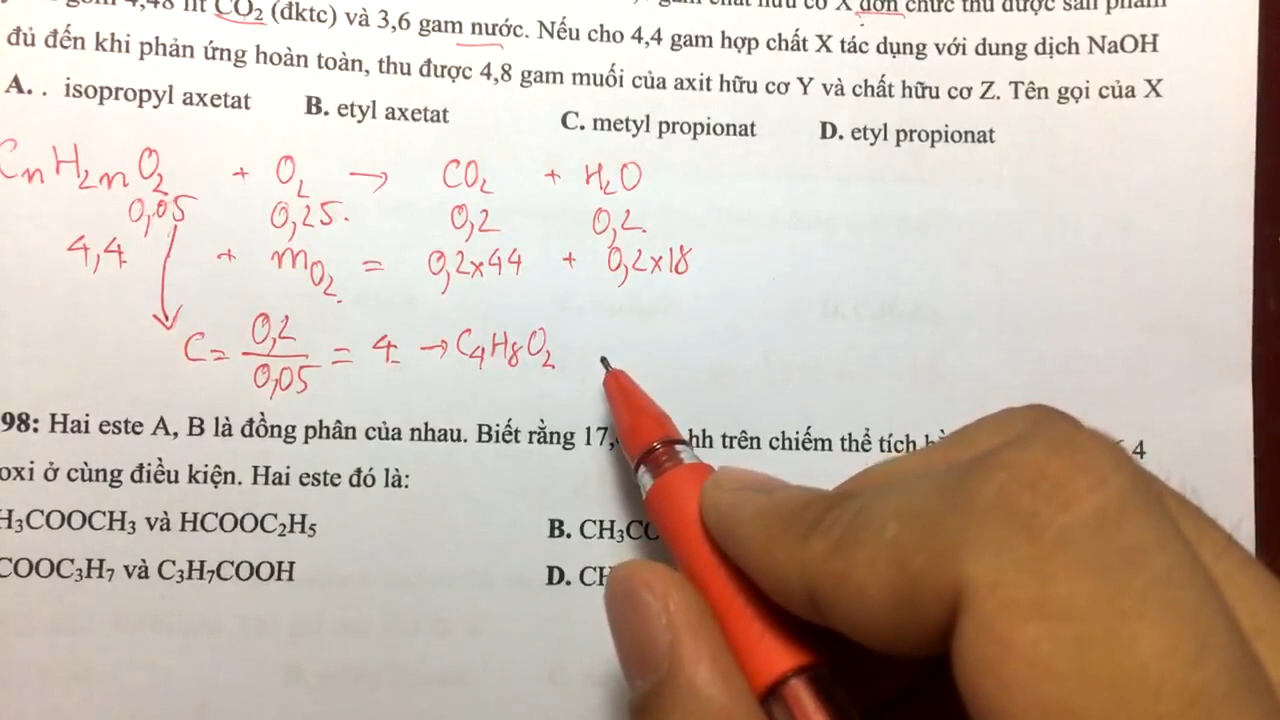 4,48 lít CO₂ (đktc) và 3,6 gam nước. Nếu cho 4,4 gam hợp chất X tác dụng với dung dịch NaOH
đủ đến khi phản ứng hoàn toàn, thu được 4,8 gam muối của axit hữu cơ Y và chất hữu cơ Z. Tên gọi của X
A. . isopropyl axetat B. etyl axetat C. metyl propionat D. etyl propionat
CnH2nO2 + O2 → CO2 + H2O
0,05 0,25. 0,2 0,2.
4,4 + mO2 = 0,2x44 + 0,2x18
C = 0,2/0,05 = 4 → C4H8O2
98: Hai este A, B là đồng phân của nhau. Biết rằng 17, hh trên chiếm thể tích 4
oxi ở cùng điều kiện. Hai este đó là:
H₃COOCH₃ và HCOOC₂H₅ B. CH₃CO
COOC₃H₇ và C₃H₇COOH D. CH